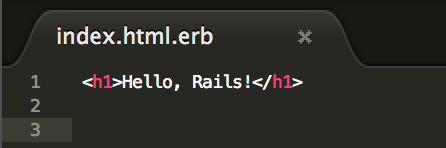 index.html.erb ×
1 <h1>Hello, Rails!</h1>
2
3